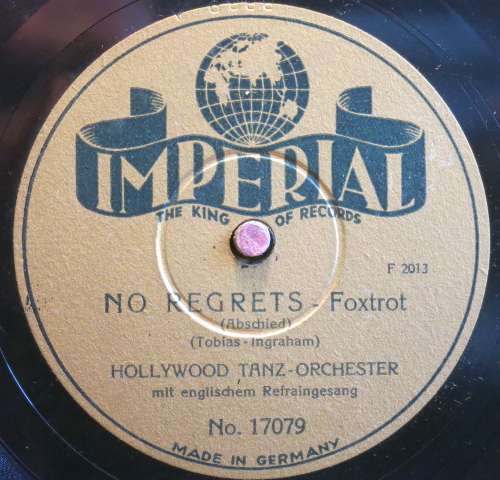 IMPERIAL
THE KING OF RECORDS
F 2013
NO REGRETS - Foxtrot
(Abschied)
(Tobias - Ingraham)
HOLLYWOOD TANZ-ORCHESTER
mit englischem Refraingesang
No. 17079
MADE IN GERMANY